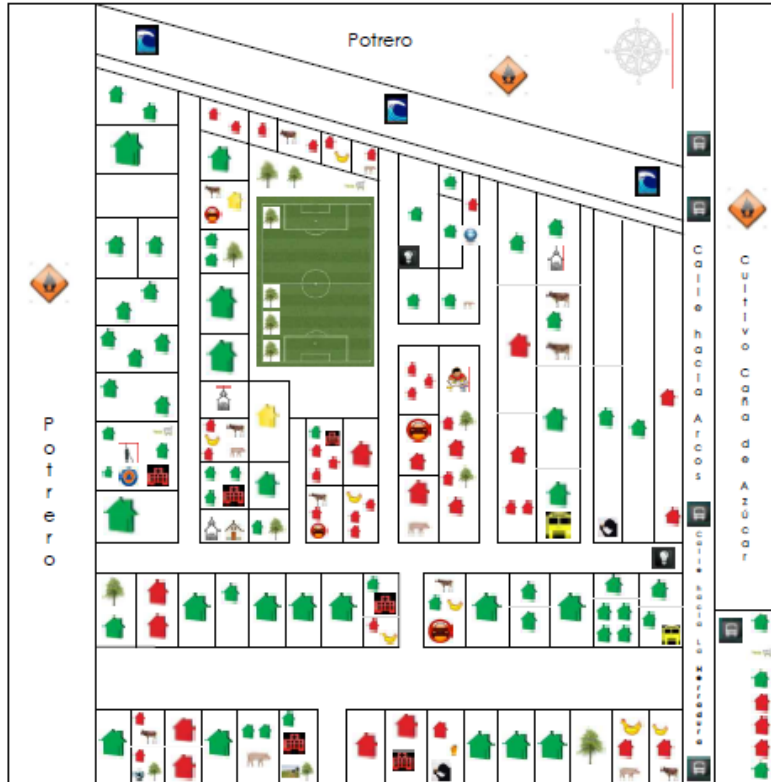 Potrero
Potrero
Calle hacia Arcos
Calle hacia La Herradura
Cultivo Caña de Azúcar